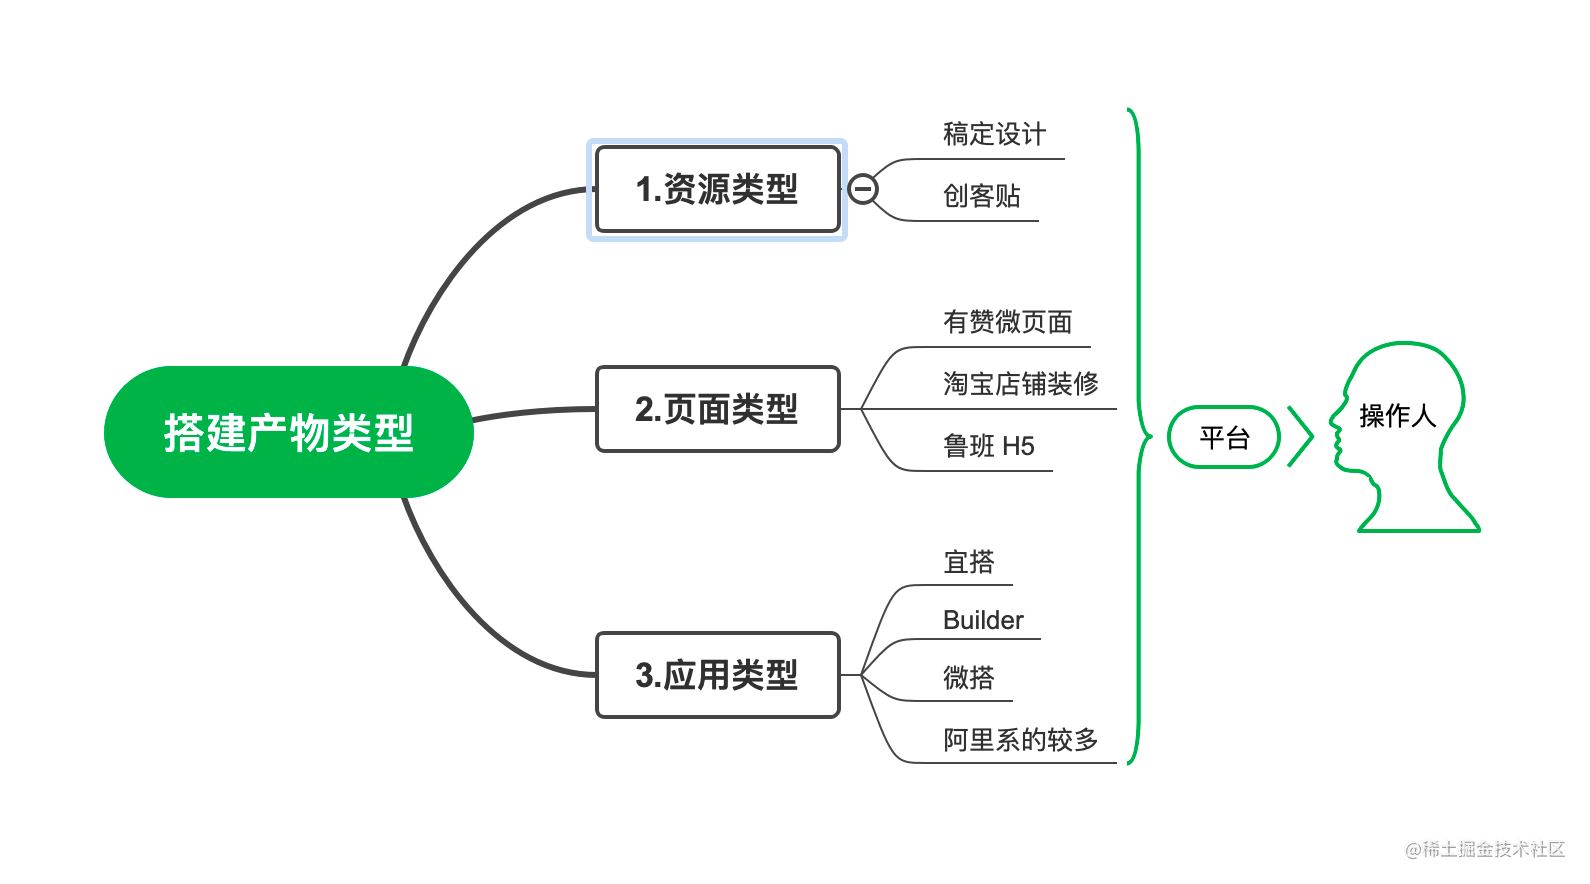 搭建产物类型
1.资源类型
稿定设计
创客贴
2.页面类型
有赞微页面
淘宝店铺装修
鲁班 H5
3.应用类型
宜搭
Builder
微搭
阿里系的较多
平台
操作人
@稀土掘金技术社区